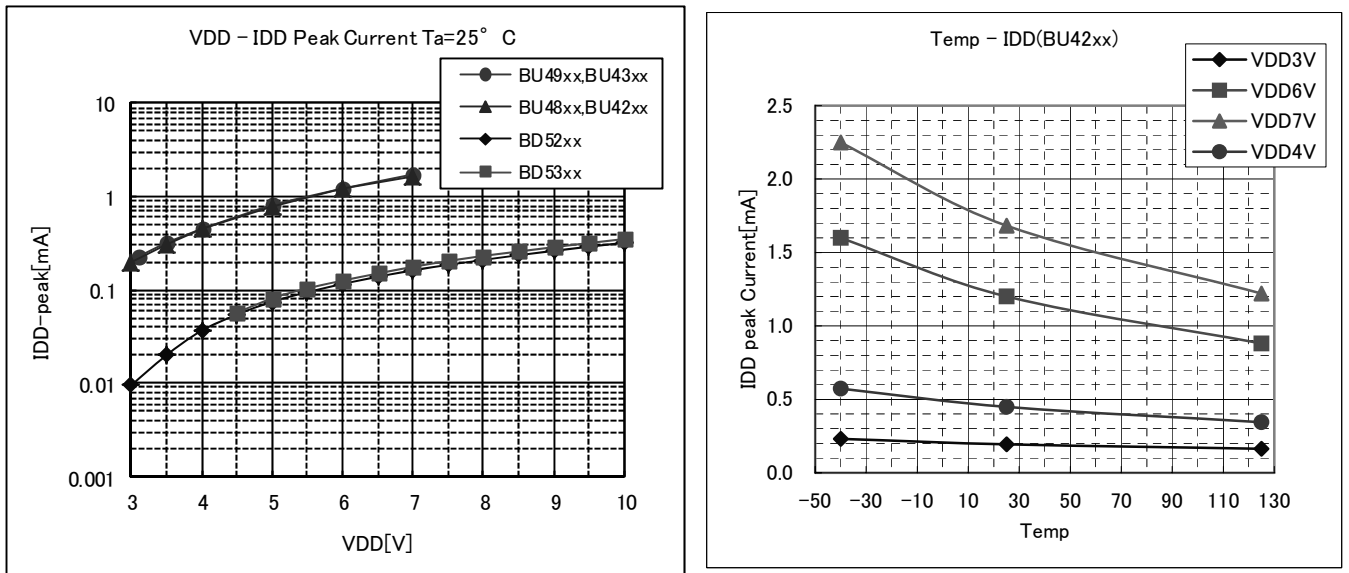 VDD - IDD Peak Current Ta=25° C
BU49xx,BU43xx
BU48xx,BU42xx
BD52xx
BD53xx
10
1
0.1
0.01
0.001
IDD-peak[mA]
3 4 5 6 7 8 9 10
VDD[V]
Temp - IDD(BU42xx)
VDD3V
VDD6V
VDD7V
VDD4V
2.5
2.0
1.5
1.0
0.5
0.0
IDD peak Current[mA]
-50 -30 -10 10 30 50 70 90 110 130
Temp